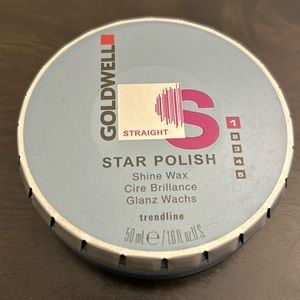 GOLDWELL
STRAIGHT
S
1
2
3
4
5
STAR POLISH
Shine Wax
Cire Brillance
Glanz Wachs
trendline
50 ml e / 1.6 fl.oz U.S